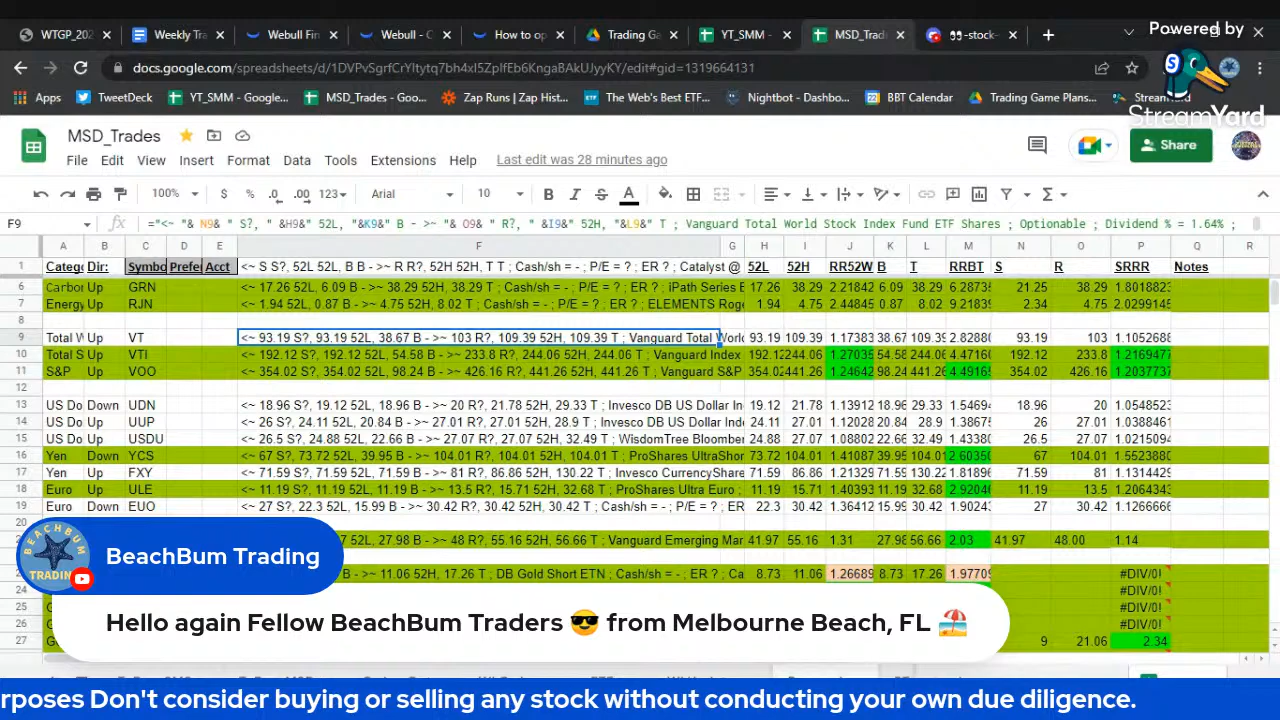 WTGP_202
Weekly Tra
Webull Fin
Webull - C
How to op
Trading Ga
YT_SMM -
MSD_Trade
-stock-
Powered by
docs.google.com/spreadsheets/d/1DVPvSgrfCrYltytq7bh4xl5ZplfEb6KngaBAkUJyyKY/edit#gid=1319664131
Apps TweetDeck YT_SMM - Google... MSD_Trades - Goo... Zap Runs | Zap Hist... The Web's Best ETF... Nightbot - Dashbo... BBT Calendar Trading Game Plans... StreamYard
StreamYard
MSD_Trades
File Edit View Insert Format Data Tools Extensions Help Last edit was 28 minutes ago
Share
100% $ % .0 .00 123 Arial 10 B I S A
F9 fx ="<~ "& N9& " S?, "&H9& " 52L, "&K9& " B - >~ "& O9& " R?, "&I9& " 52H, "&L9& " T ; Vanguard Total World Stock Index Fund ETF Shares ; Optionable ; Dividend % = 1.64% ;
A B C D E F G H I J K L M N O P Q R
1 Categ Dir: Symbo Prefe Acct <~ S S?, 52L 52L, B B - >~ R R?, 52H 52H, T T ; Cash/sh = - ; P/E = ? ; ER ? ; Catalyst @ 52L 52H RR52W B T RRBT S R SRRR Notes
6 Carbon Up GRN <~ 17.26, 6.09 B - >~ 38.29 52H, 38.29 T ; Cash/sh = - ; P/E = ? ; ER ? ; iPath Series E 17.26 38.29 2.21842 6.09 38.29 6.28735 21.25 38.29 1.8018823
7 Energy Up RJN <~ 1.94 52L, 0.87 B - >~ 4.75 52H, 8.02 T ; Cash/sh = - ; P/E = ? ; ER ? ; ELEMENTS Roge 1.94 4.75 2.44845 0.87 8.02 9.21839 2.34 4.75 2.0299145
8
9 Total W Up VT <~ 93.19 S?, 93.19 52L, 38.67 B - >~ 103 R?, 109.39 52H, 109.39 T ; Vanguard Total World 93.19 109.39 1.17383 38.67 109.39 2.82880 93.19 103 1.1052688
10 Total S Up VTI <~ 192.12 S?, 192.12 52L, 54.58 B - >~ 233.8 R?, 244.06 52H, 244.06 T ; Vanguard Index 192.12 244.06 1.27035 54.58 244.06 4.47160 192.12 233.8 1.2169477
11 S&P Up VOO <~ 354.02 S?, 354.02 52L, 98.24 B - >~ 426.16 R?, 441.26 52H, 441.26 T ; Vanguard S&P 354.02 441.26 1.24642 98.24 441.26 4.49165 354.02 426.16 1.2037737
12
13 US Do Down UDN <~ 18.96 S?, 19.12 52L, 18.96 B - >~ 20 R?, 21.78 52H, 29.33 T ; Invesco DB US Dollar In 19.12 21.78 1.13912 18.96 29.33 1.54694 18.96 20 1.0548523
14 US Do Up UUP <~ 26 S?, 24.11 52L, 20.84 B - >~ 27.01 R?, 27.01 52H, 28.9 T ; Invesco DB US Dollar In 24.11 27.01 1.12028 20.84 28.9 1.38675 26 27.01 1.0388461
15 US Do Up USDU <~ 26.5 S?, 24.88 52L, 22.66 B - >~ 27.07 R?, 27.07 52H, 32.49 T ; WisdomTree Bloomber 24.88 27.07 1.08802 22.66 32.49 1.43380 26.5 27.07 1.0215094
16 Yen Down YCS <~ 67 S?, 73.72 52L, 39.95 B - >~ 104.01 R?, 104.01 52H, 104.01 T ; ProShares UltraShor 73.72 104.01 1.41087 39.95 104.01 2.60350 67 104.01 1.5523880
17 Yen Up FXY <~ 71.59 S?, 71.59 52L, 71.59 B - >~ 81 R?, 86.86 52H, 130.22 T ; Invesco CurrencyShare 71.59 86.86 1.21329 71.59 130.22 1.81896 71.59 81 1.1314429
18 Euro Up ULE <~ 11.19 S?, 11.19 52L, 11.19 B - >~ 13.5 R?, 15.71 52H, 32.68 T ; ProShares Ultra Euro ; 11.19 15.71 1.40393 11.19 32.68 2.92046 11.19 13.5 1.2064343
19 Euro Down EUO <~ 27 S?, 22.3 52L, 15.99 B - >~ 30.42 R?, 30.42 52H, 30.42 T ; Cash/sh = - ; P/E = ? ; ER 22.3 30.42 1.36412 15.99 30.42 1.90243 27 30.42 1.1266666
20
7 52L, 27.98 B - >~ 48 R?, 55.16 52H, 56.66 T ; Vanguard Emerging Mar 41.97 55.16 1.31 27.98 56.66 2.03 41.97 48.00 1.14
B - >~ 11.06 52H, 17.26 T ; DB Gold Short ETN ; Cash/sh = - ; ER ? ; Ca 8.73 11.06 1.26689 8.73 17.26 1.97709 #DIV/0!
24 #DIV/0!
25 #DIV/0!
26 #DIV/0!
27 9 21.06 2.34
BEACHBUM
TRADING
BeachBum Trading
Hello again Fellow BeachBum Traders 😎 from Melbourne Beach, FL 🏖️
rposes Don't consider buying or selling any stock without conducting your own due diligence.